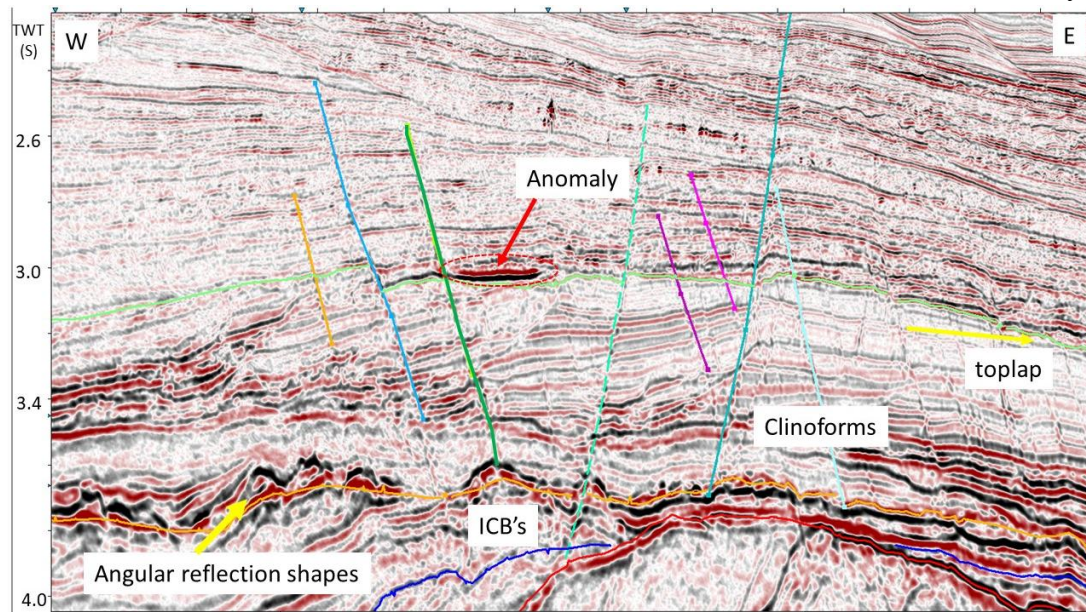 TWT
(S)
W
E
2.6
Anomaly
3.0
toplap
3.4
Clinoforms
ICB's
Angular reflection shapes
4.0